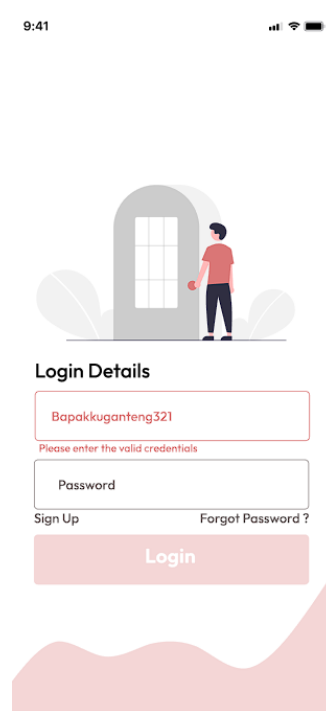 9:41
Login Details
Bapakkuganteng321
Please enter the valid credentials
Password
Sign Up Forgot Password ?
Login